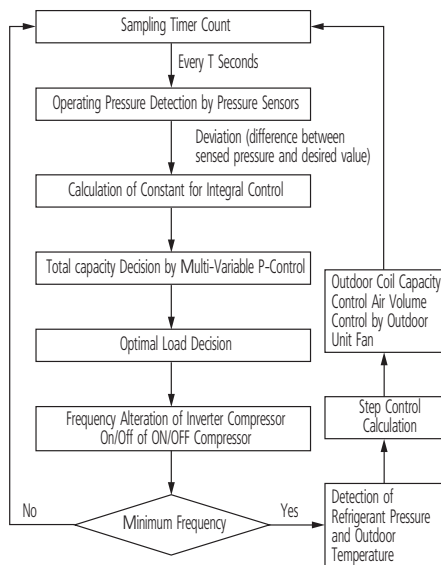 Sampling Timer Count
Every T Seconds
Operating Pressure Detection by Pressure Sensors
Deviation (difference between
sensed pressure and desired value)
Calculation of Constant for Integral Control
Total capacity Decision by Multi-Variable P-Control
Optimal Load Decision
Frequency Alteration of Inverter Compressor
On/Off of ON/OFF Compressor
No
Minimum Frequency
Yes
Detection of
Refrigerant Pressure
and Outdoor
Temperature
Step Control
Calculation
Outdoor Coil Capacity
Control Air Volume
Control by Outdoor
Unit Fan